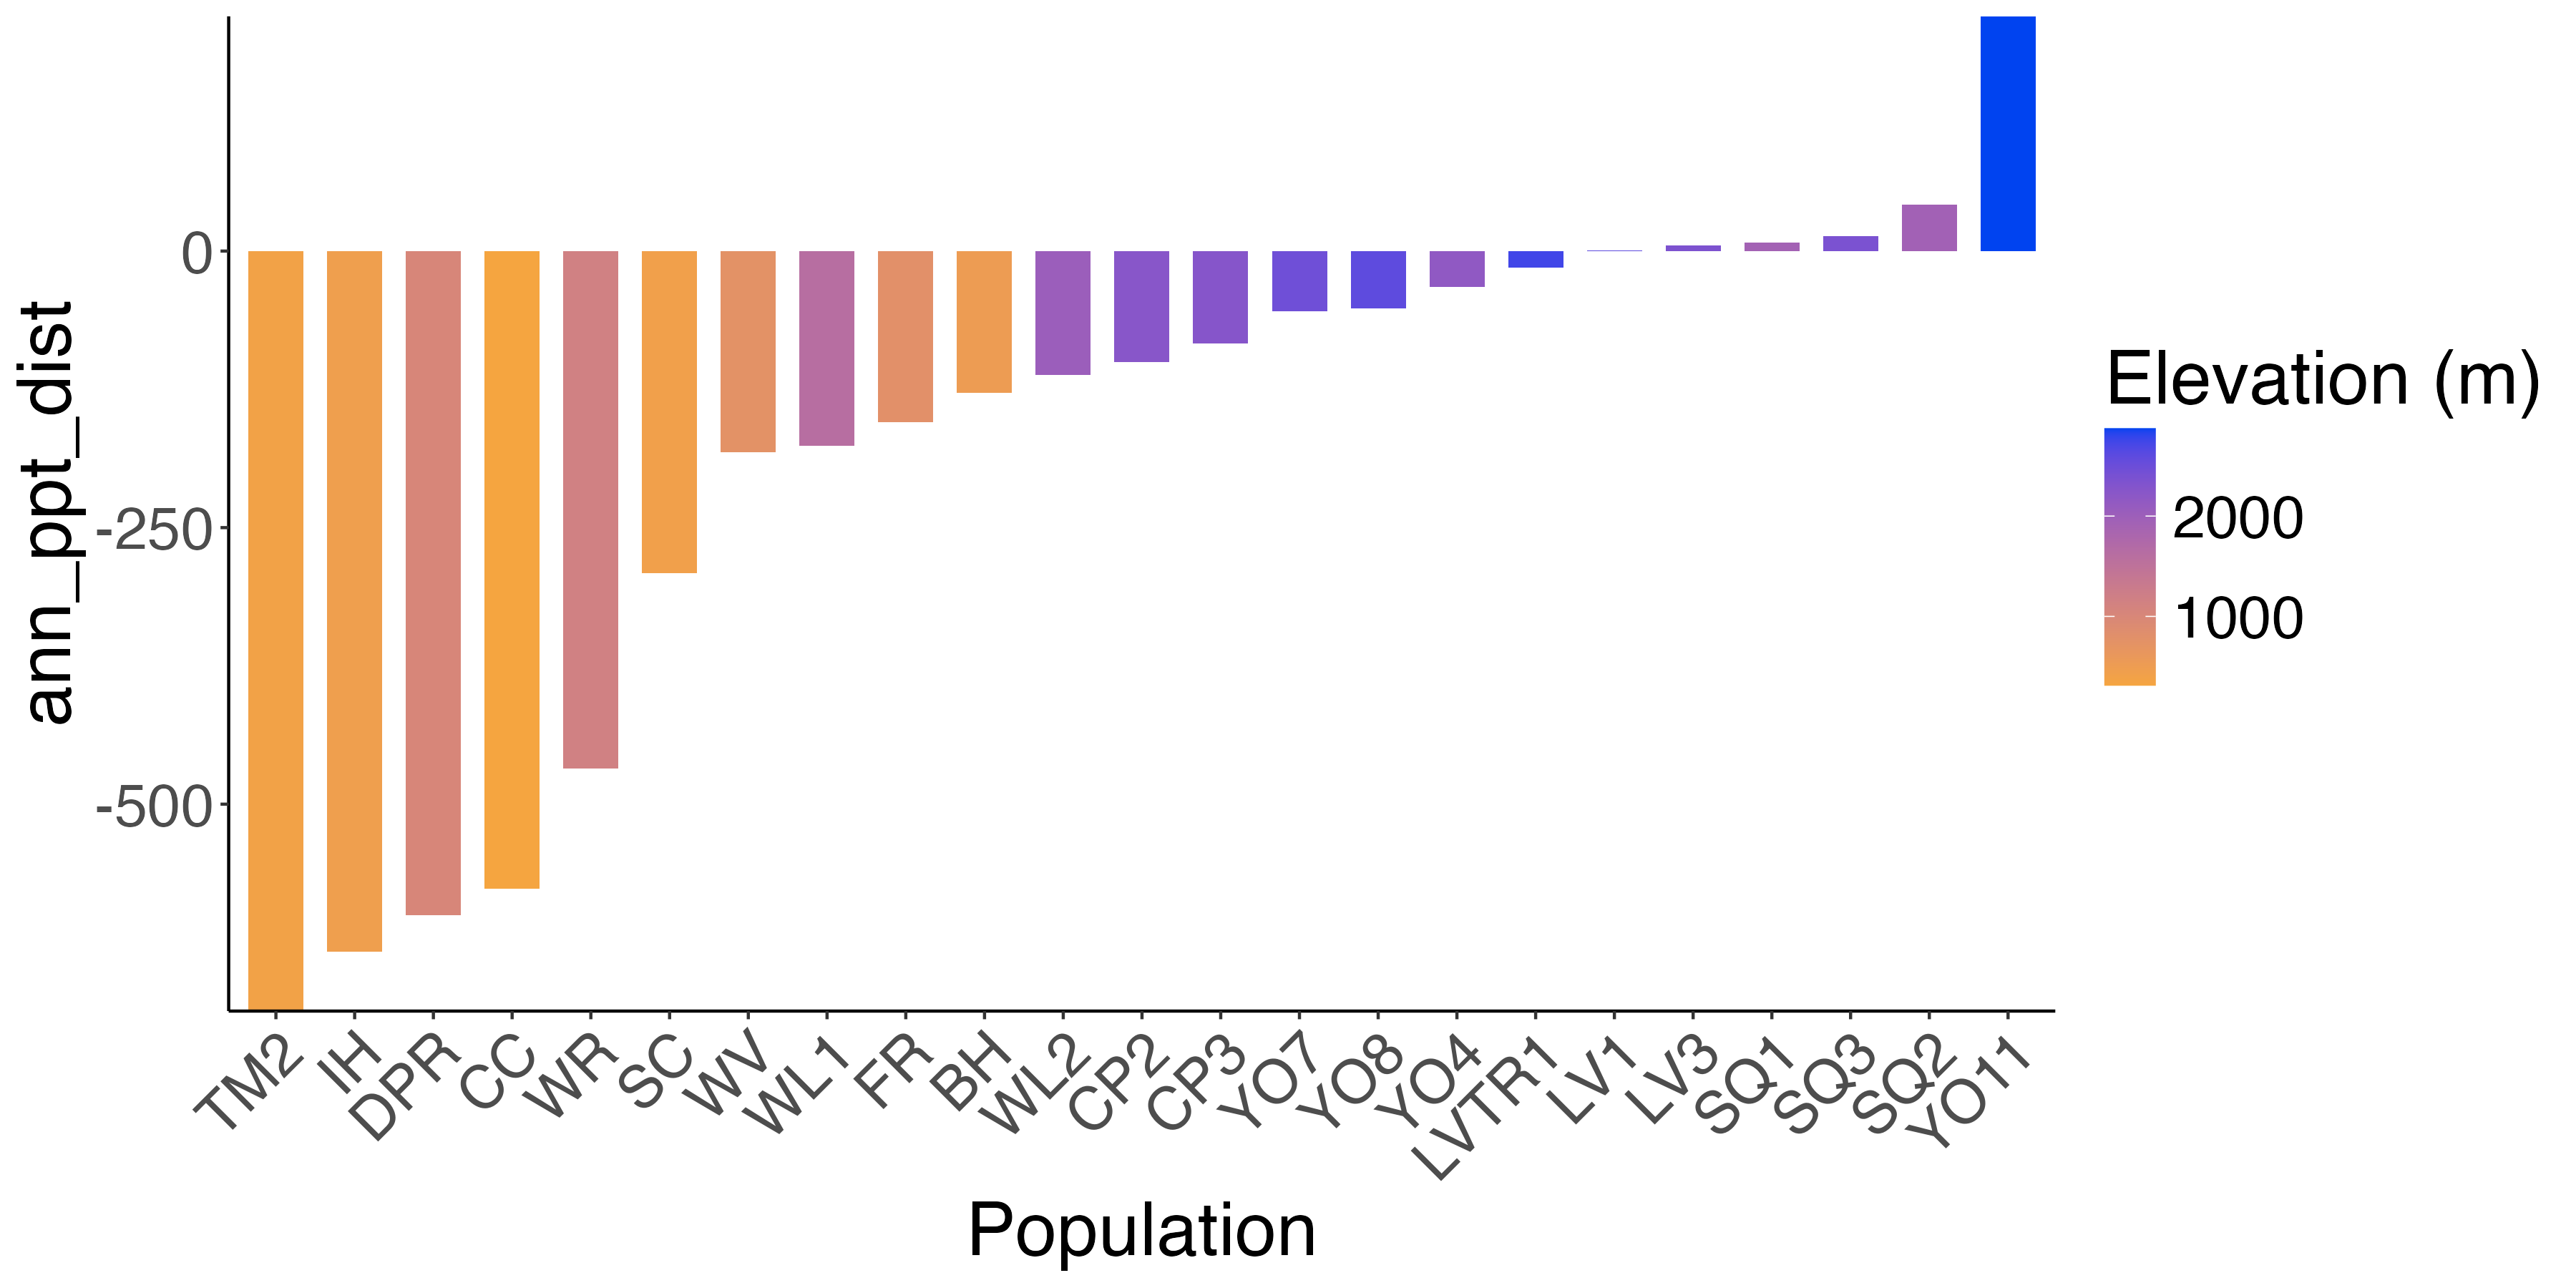 ann_ppt_dist
0
-250
-500
TM2
IH
DPR
CC
WR
SC
WV
WL1
FR
BH
WL2
CP2
CP3
YO7
YO8
YO4
LVTR1
LV1
LV3
SQ1
SQ3
SQ2
YO11
Population
Elevation (m)
2000
1000